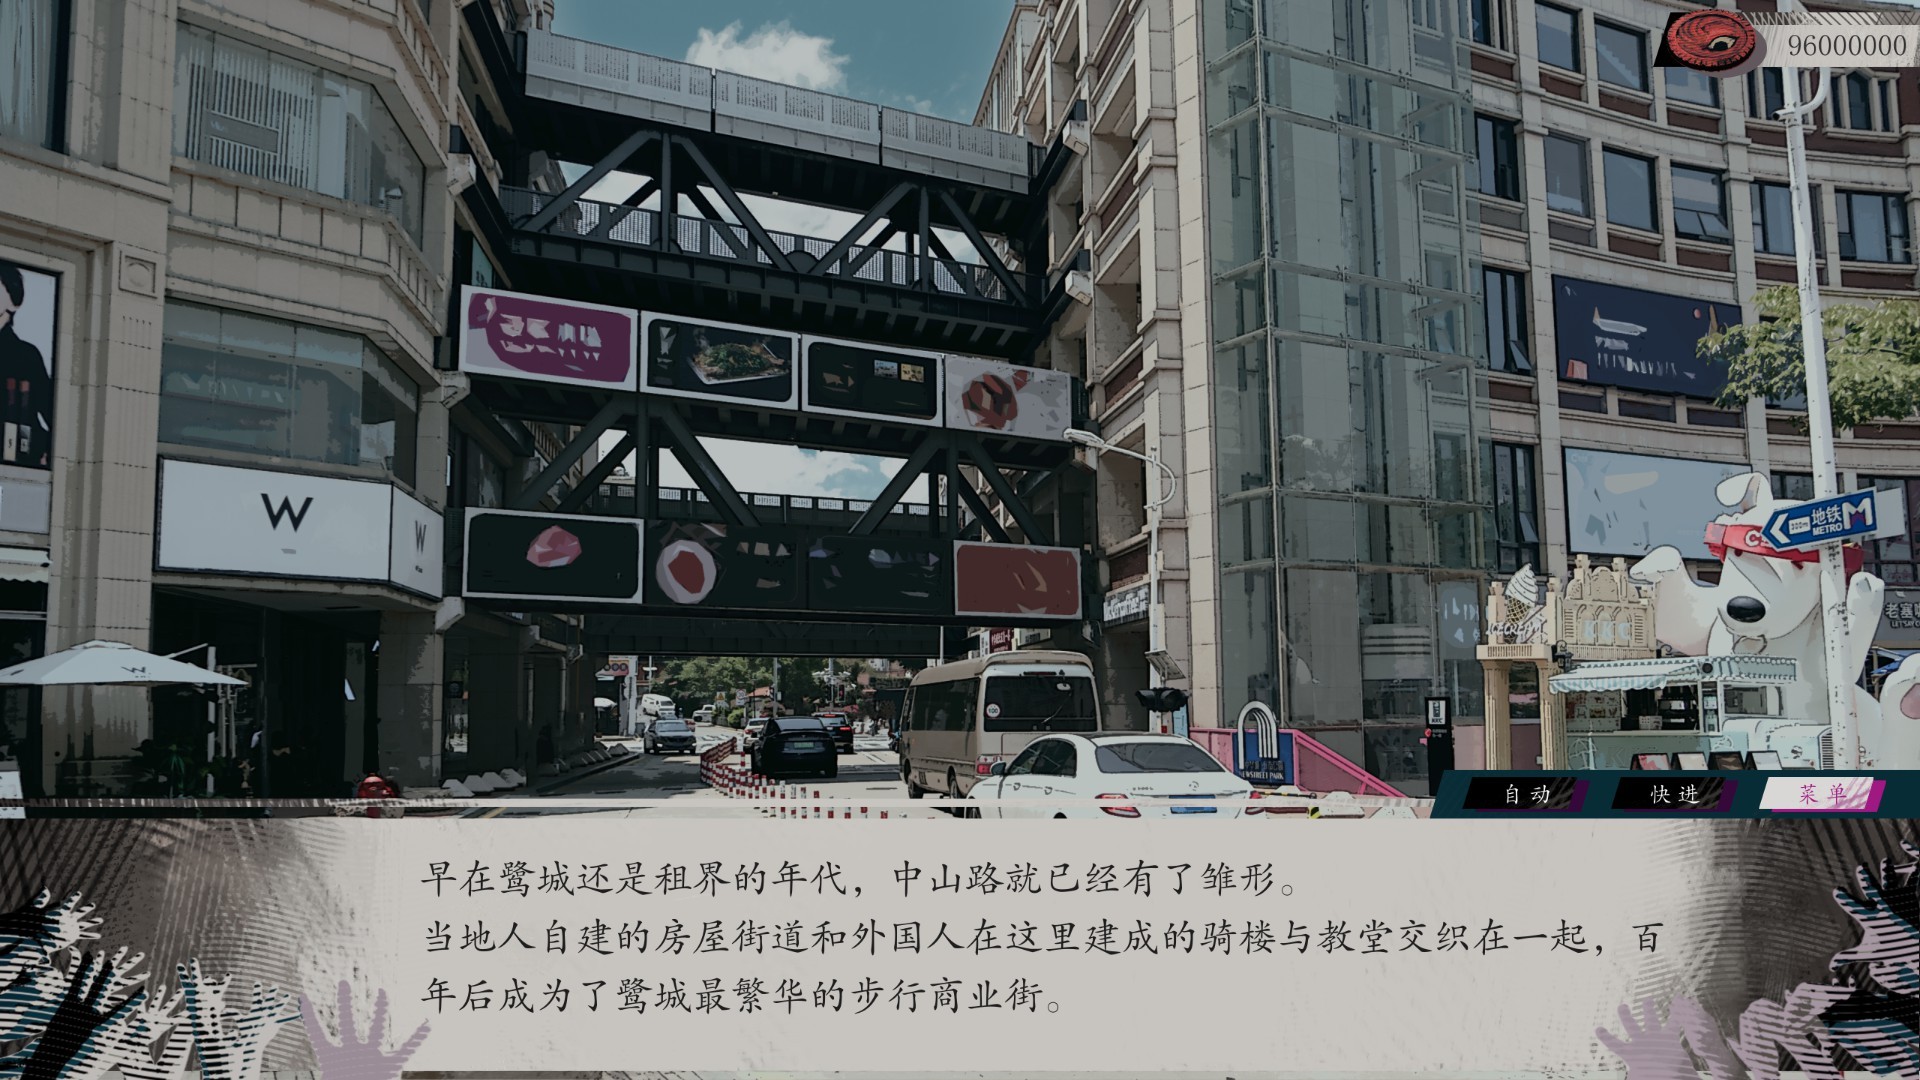 96000000
W
W
W
地铁
METRO
老塞
自动
快进
菜单
早在鹭城还是租界的年代，中山路就已经有了雏形。
当地人自建的房屋街道和外国人在这里建成的骑楼与教堂交织在一起，百
年后成为了鹭城最繁华的步行商业街。